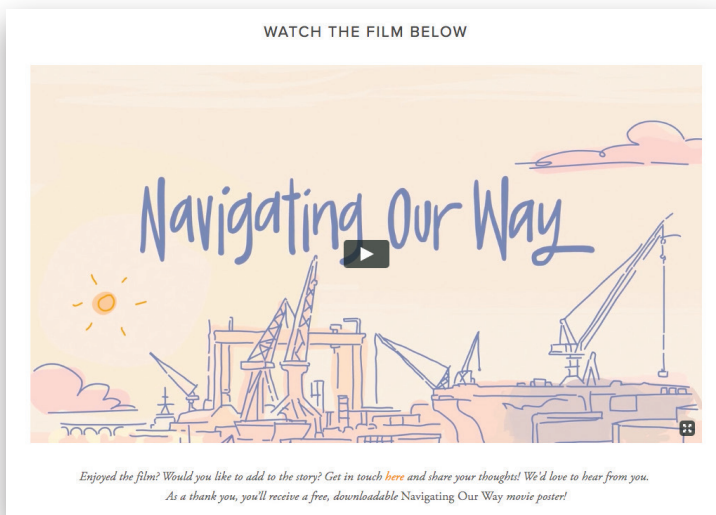 WATCH THE FILM BELOW
Navigating Our Way
Enjoyed the film? Would you like to add to the story? Get in touch here and share your thoughts! We'd love to hear from you.
As a thank you, you'll receive a free, downloadable Navigating Our Way movie poster!